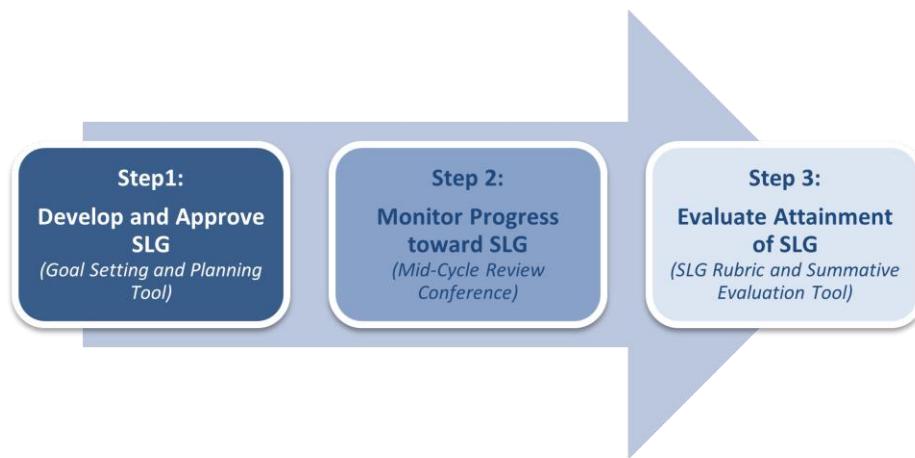 Step1:
Develop and Approve
SLG
(Goal Setting and Planning
Tool)
Step 2:
Monitor Progress
toward SLG
(Mid-Cycle Review
Conference)
Step 3:
Evaluate Attainment
of SLG
(SLG Rubric and Summative
Evaluation Tool)